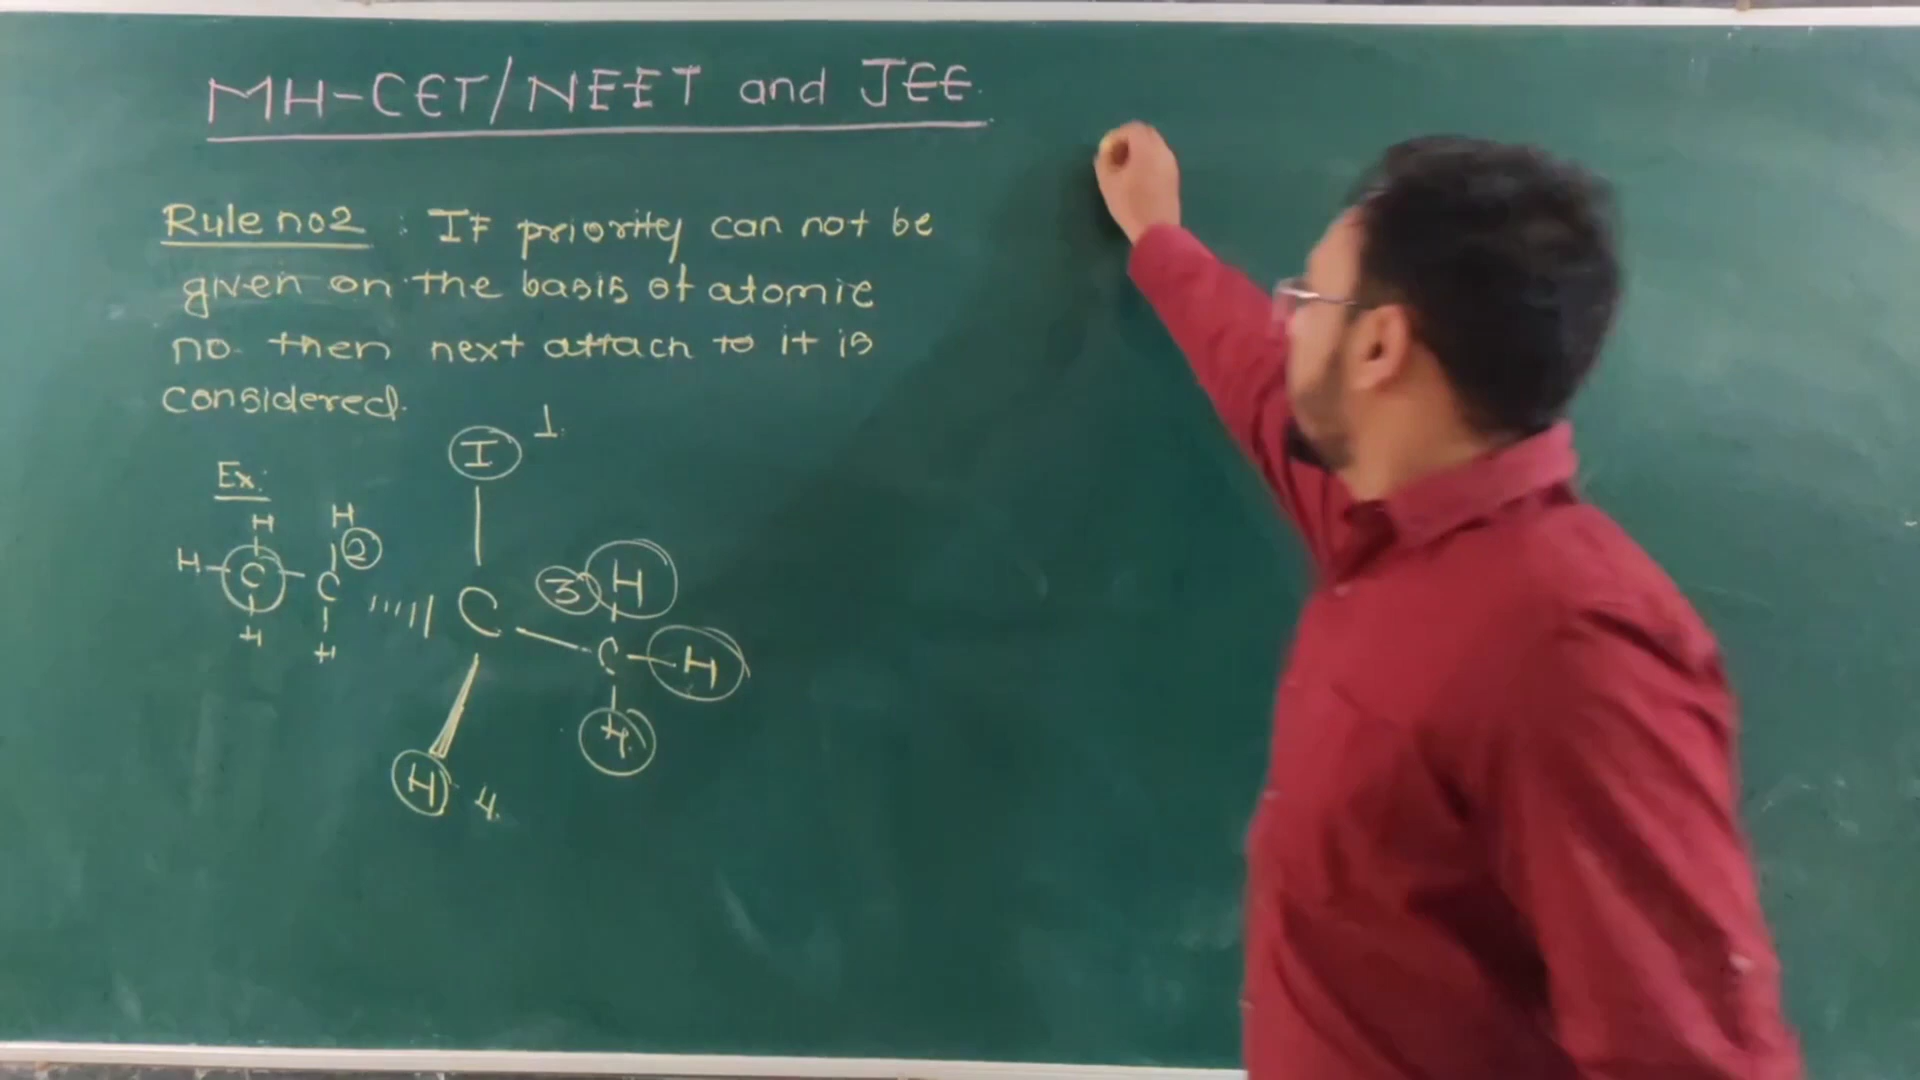 MH-CET/NEET and JEE.
Rule no2 : If priority can not be
given on the basis of atomic
no. then next attach to it is
considered.
Ex:
I 1.
H H 2
H C C C 3 H
C H
H H H
H 4.